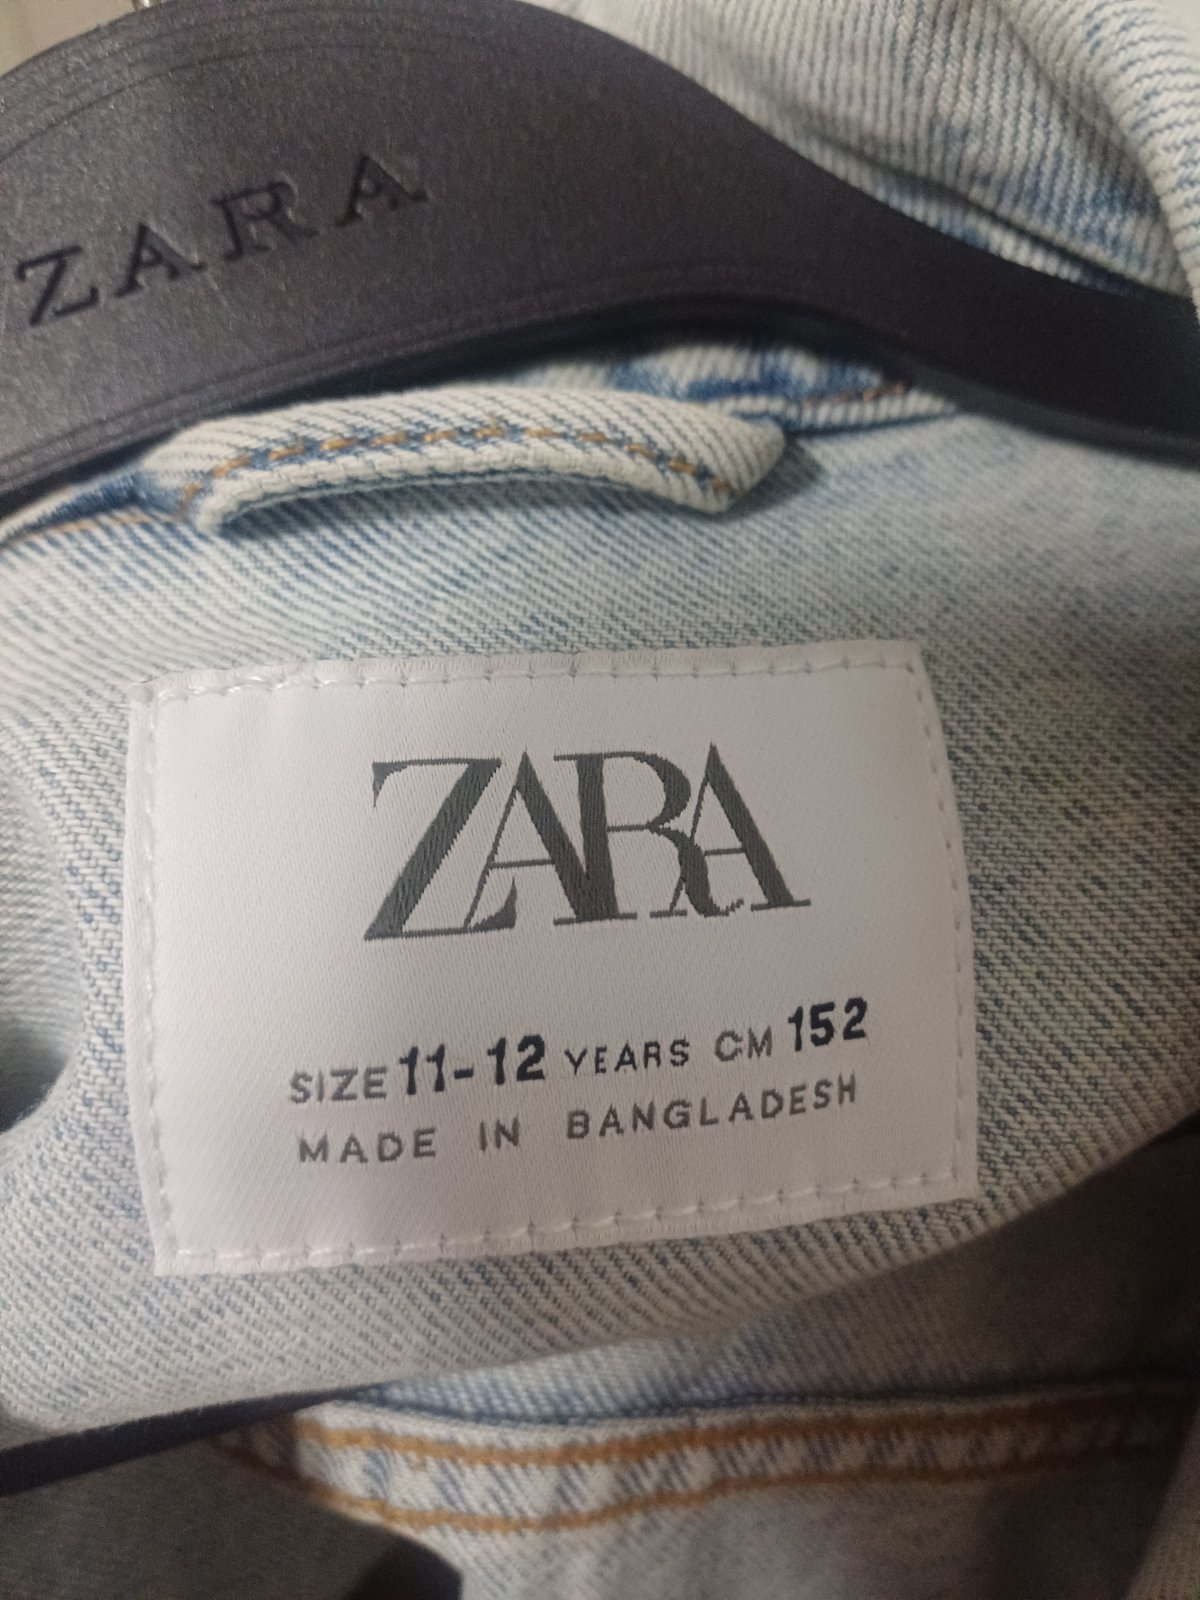 ZARA
ZARA
SIZE 11-12 YEARS CM 152
MADE IN BANGLADESH